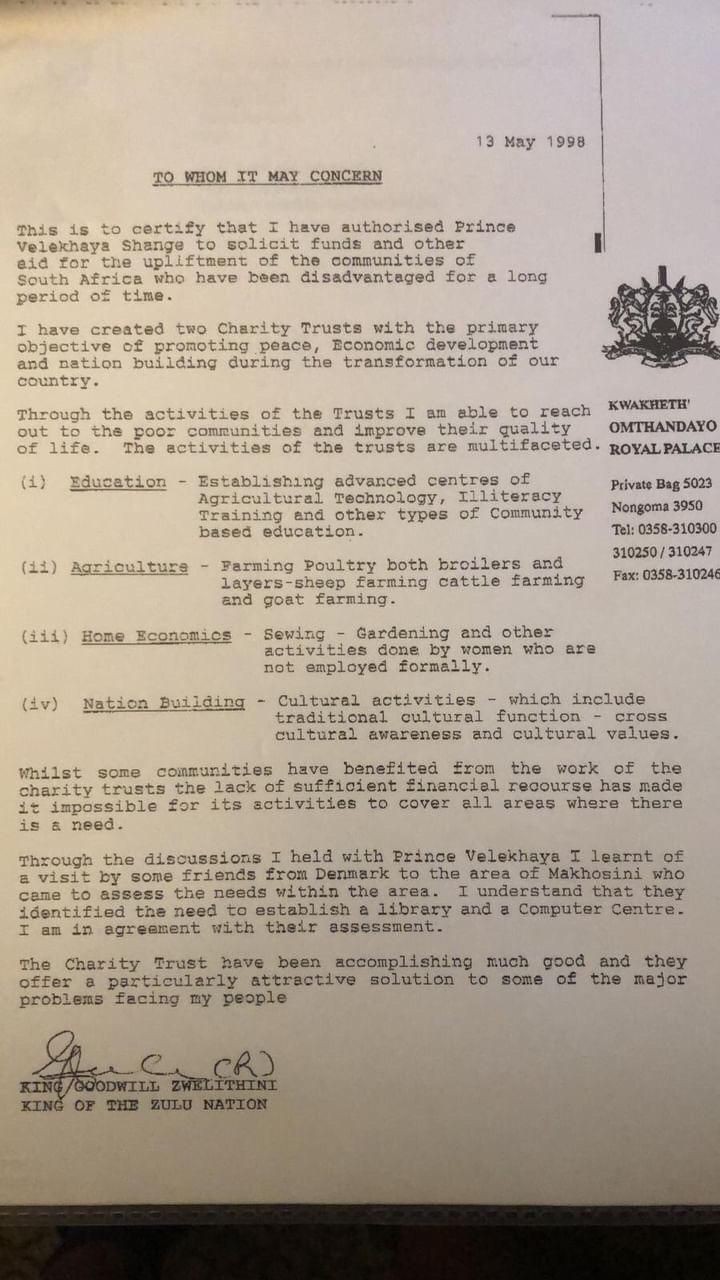 13 May 1998
TO WHOM IT MAY CONCERN
This is to certify that I have authorised Prince
Velekhaya Shange to solicit funds and other
aid for the upliftment of the communities of
South Africa who have been disadvantaged for a long
period of time.
I have created two Charity Trusts with the primary
objective of promoting peace, Economic development
and nation building during the transformation of our
country.
Through the activities of the Trusts I am able to reach
out to the poor communities and improve their quality
of life. The activities of the trusts are multifaceted.
(i) Education - Establishing advanced centres of
Agricultural Technology, Illiteracy
Training and other types of Community
based education.
(ii) Agriculture - Farming Poultry both broilers and
layers-sheep farming cattle farming
and goat farming.
(iii) Home Economics - Sewing - Gardening and other
activities done by women who are
not employed formally.
(iv) Nation Building - Cultural activities - which include
traditional cultural function - cross
cultural awareness and cultural values.
Whilst some communities have benefited from the work of the
charity trusts the lack of sufficient financial recourse has made
it impossible for its activities to cover all areas where there
is a need.
Through the discussions I held with Prince Velekhaya I learnt of
a visit by some friends from Denmark to the area of Makhosini who
came to assess the needs within the area. I understand that they
identified the need to establish a library and a Computer Centre.
I am in agreement with their assessment.
The Charity Trust have been accomplishing much good and they
offer a particularly attractive solution to some of the major
problems facing my people
(R)
KING GOODWILL ZWELITHINI
KING OF THE ZULU NATION
KWAKHETH'
OMTHANDAYO
ROYAL PALACE
Private Bag 5023
Nongoma 3950
Tel: 0358-310300
310250 / 310247
Fax: 0358-310246